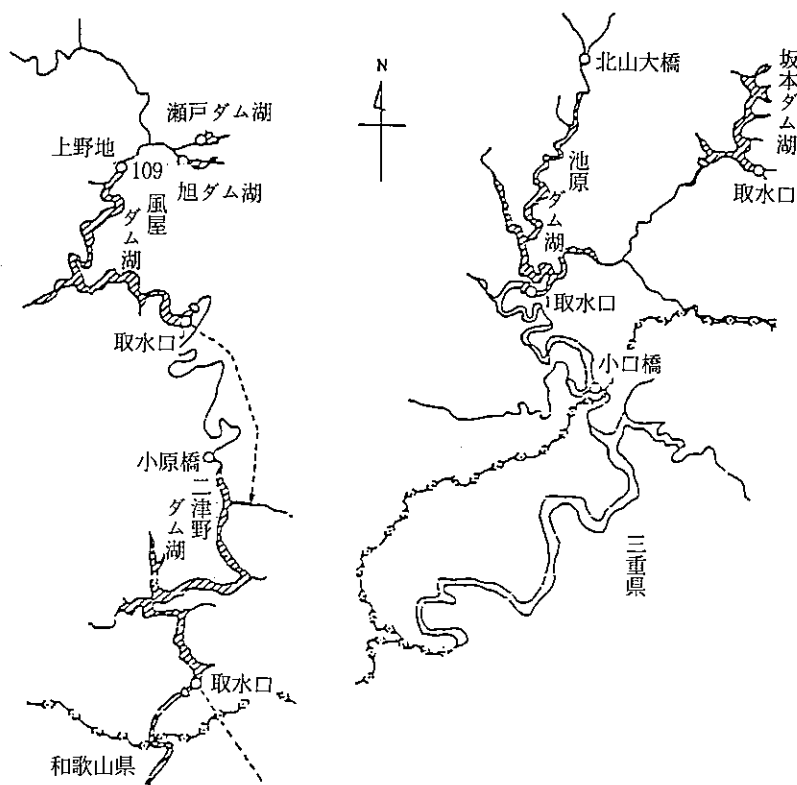 N
瀬戸ダム湖
上野地
109
旭ダム湖
風屋
ダム湖
取水口
小原橋
二津野
ダム湖
取水口
和歌山県
北山大橋
坂本ダム湖
池原
ダム湖
取水口
取水口
小口橋
三重県